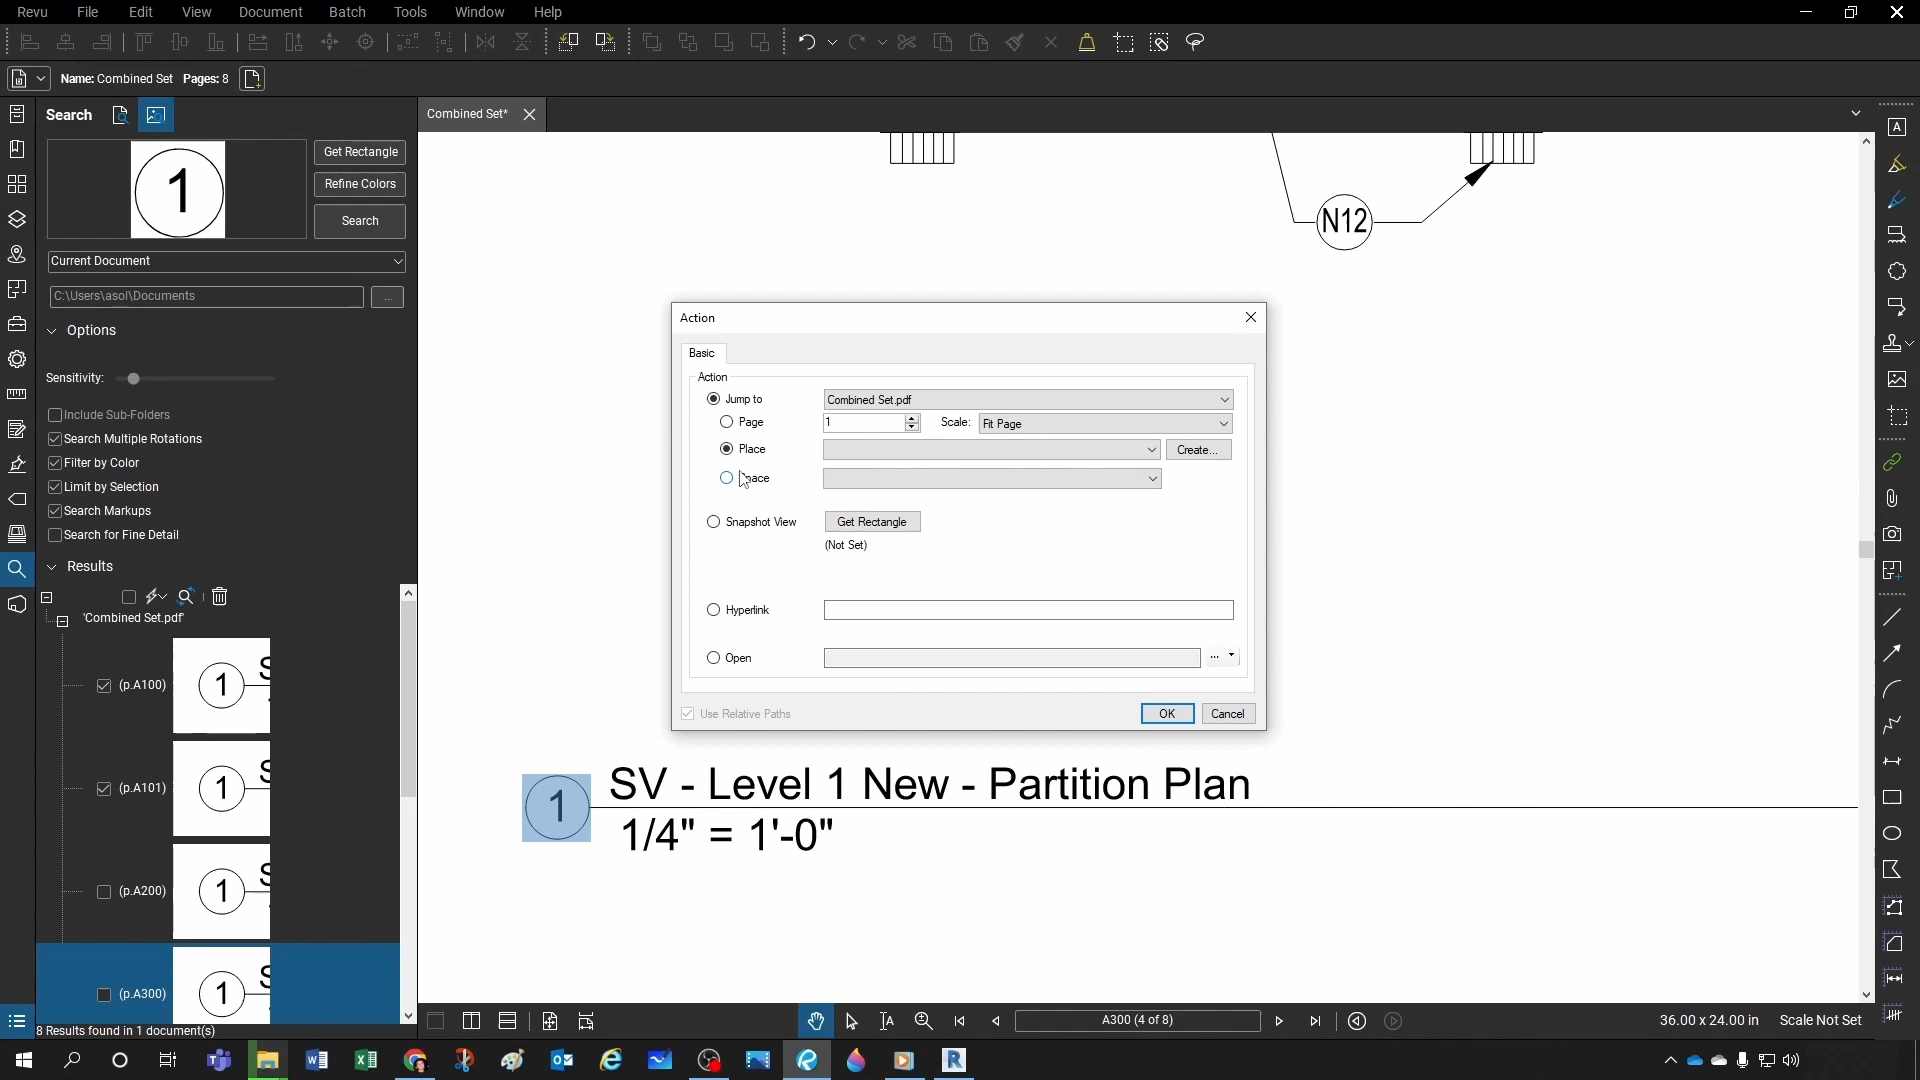 Revu File Edit View Document Batch Tools Window Help
Name: Combined Set Pages: 8
Search
Combined Set*
1
Get Rectangle
Refine Colors
Search
Current Document
C:\Users\asol\Documents
...
Options
Sensitivity:
Include Sub-Folders
Search Multiple Rotations
Filter by Color
Limit by Selection
Search Markups
Search for Fine Detail
Results
'Combined Set.pdf'
(p.A100) 1
(p.A101) 1
(p.A200) 1
(p.A300) 1
8 Results found in 1 document(s)
N12
Action
Basic
Action
Jump to Combined Set.pdf
Page 1 Scale: Fit Page
Place Create...
Snapshot View Get Rectangle
(Not Set)
Hyperlink
Open ...
Use Relative Paths OK Cancel
1 SV - Level 1 New - Partition Plan
1/4" = 1'-0"
A300 (4 of 8)
36.00 x 24.00 in Scale Not Set